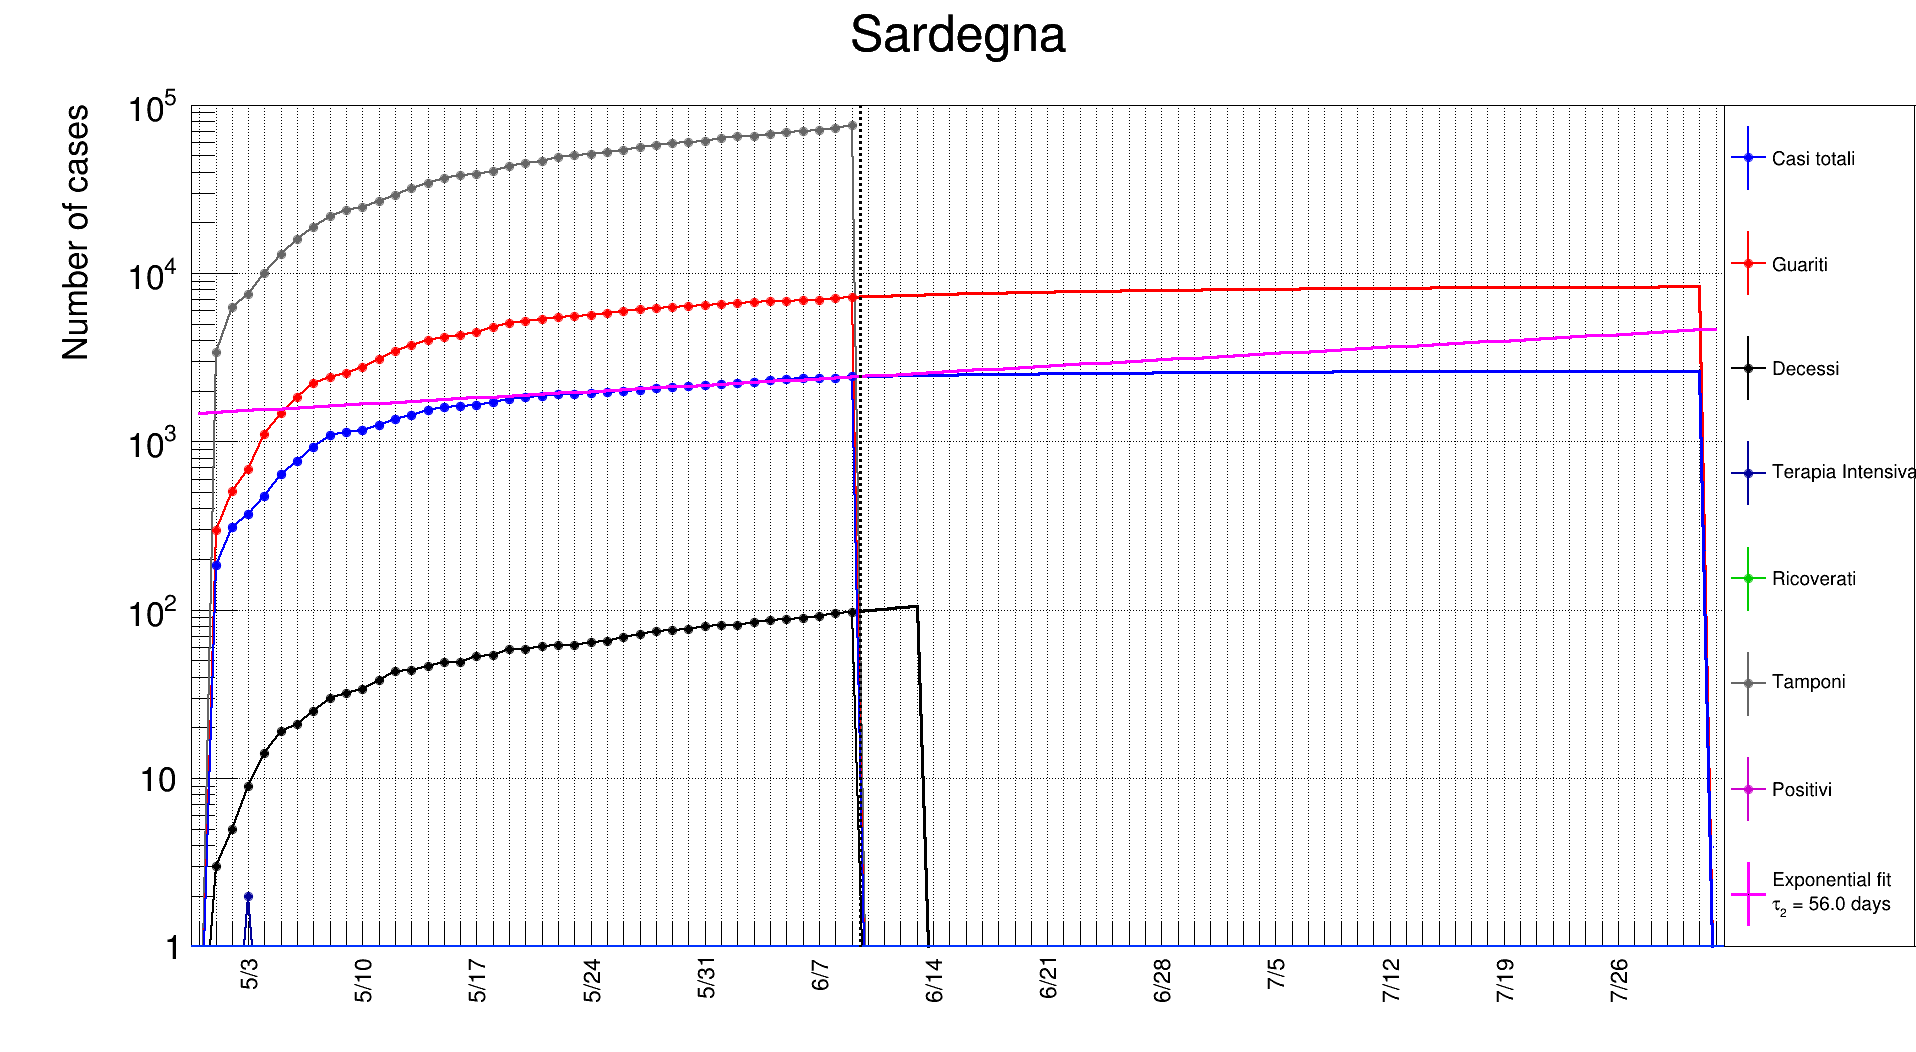 Sardegna
Number of cases
10^5
10^4
10^3
10^2
10
1
5/3
5/10
5/17
5/24
5/31
6/7
6/14
6/21
6/28
7/5
7/12
7/19
7/26
Casi totali
Guariti
Decessi
Terapia Intensiva
Ricoverati
Tamponi
Positivi
Exponential fit
τ₂ = 56.0 days